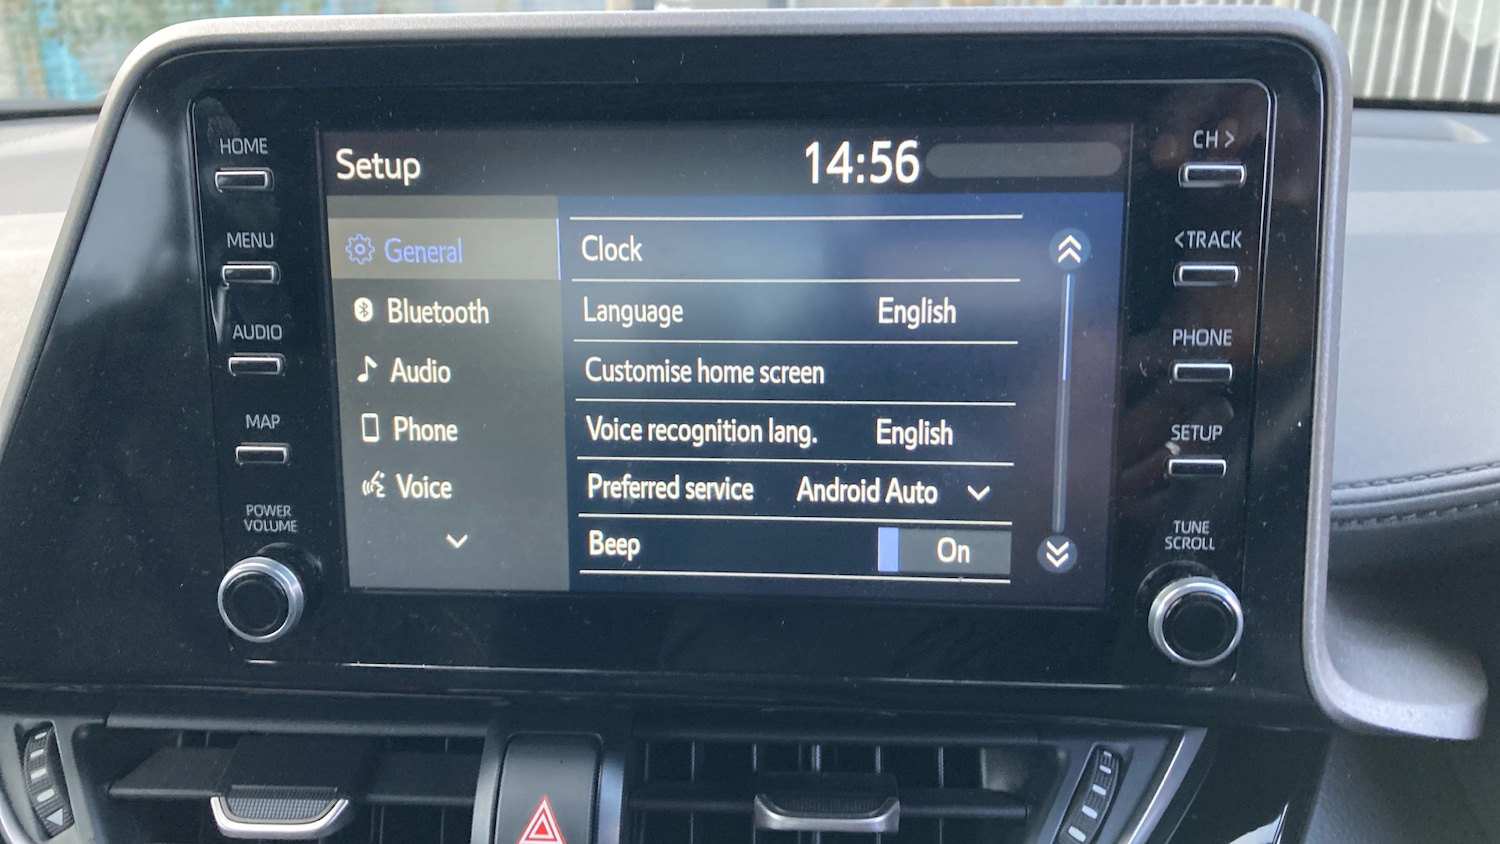 HOME
MENU
AUDIO
MAP
POWER
VOLUME
Setup
14:56
General
Bluetooth
Audio
Phone
Voice
Clock
Language English
Customise home screen
Voice recognition lang. English
Preferred service Android Auto
Beep On
CH >
<TRACK
PHONE
SETUP
TUNE
SCROLL